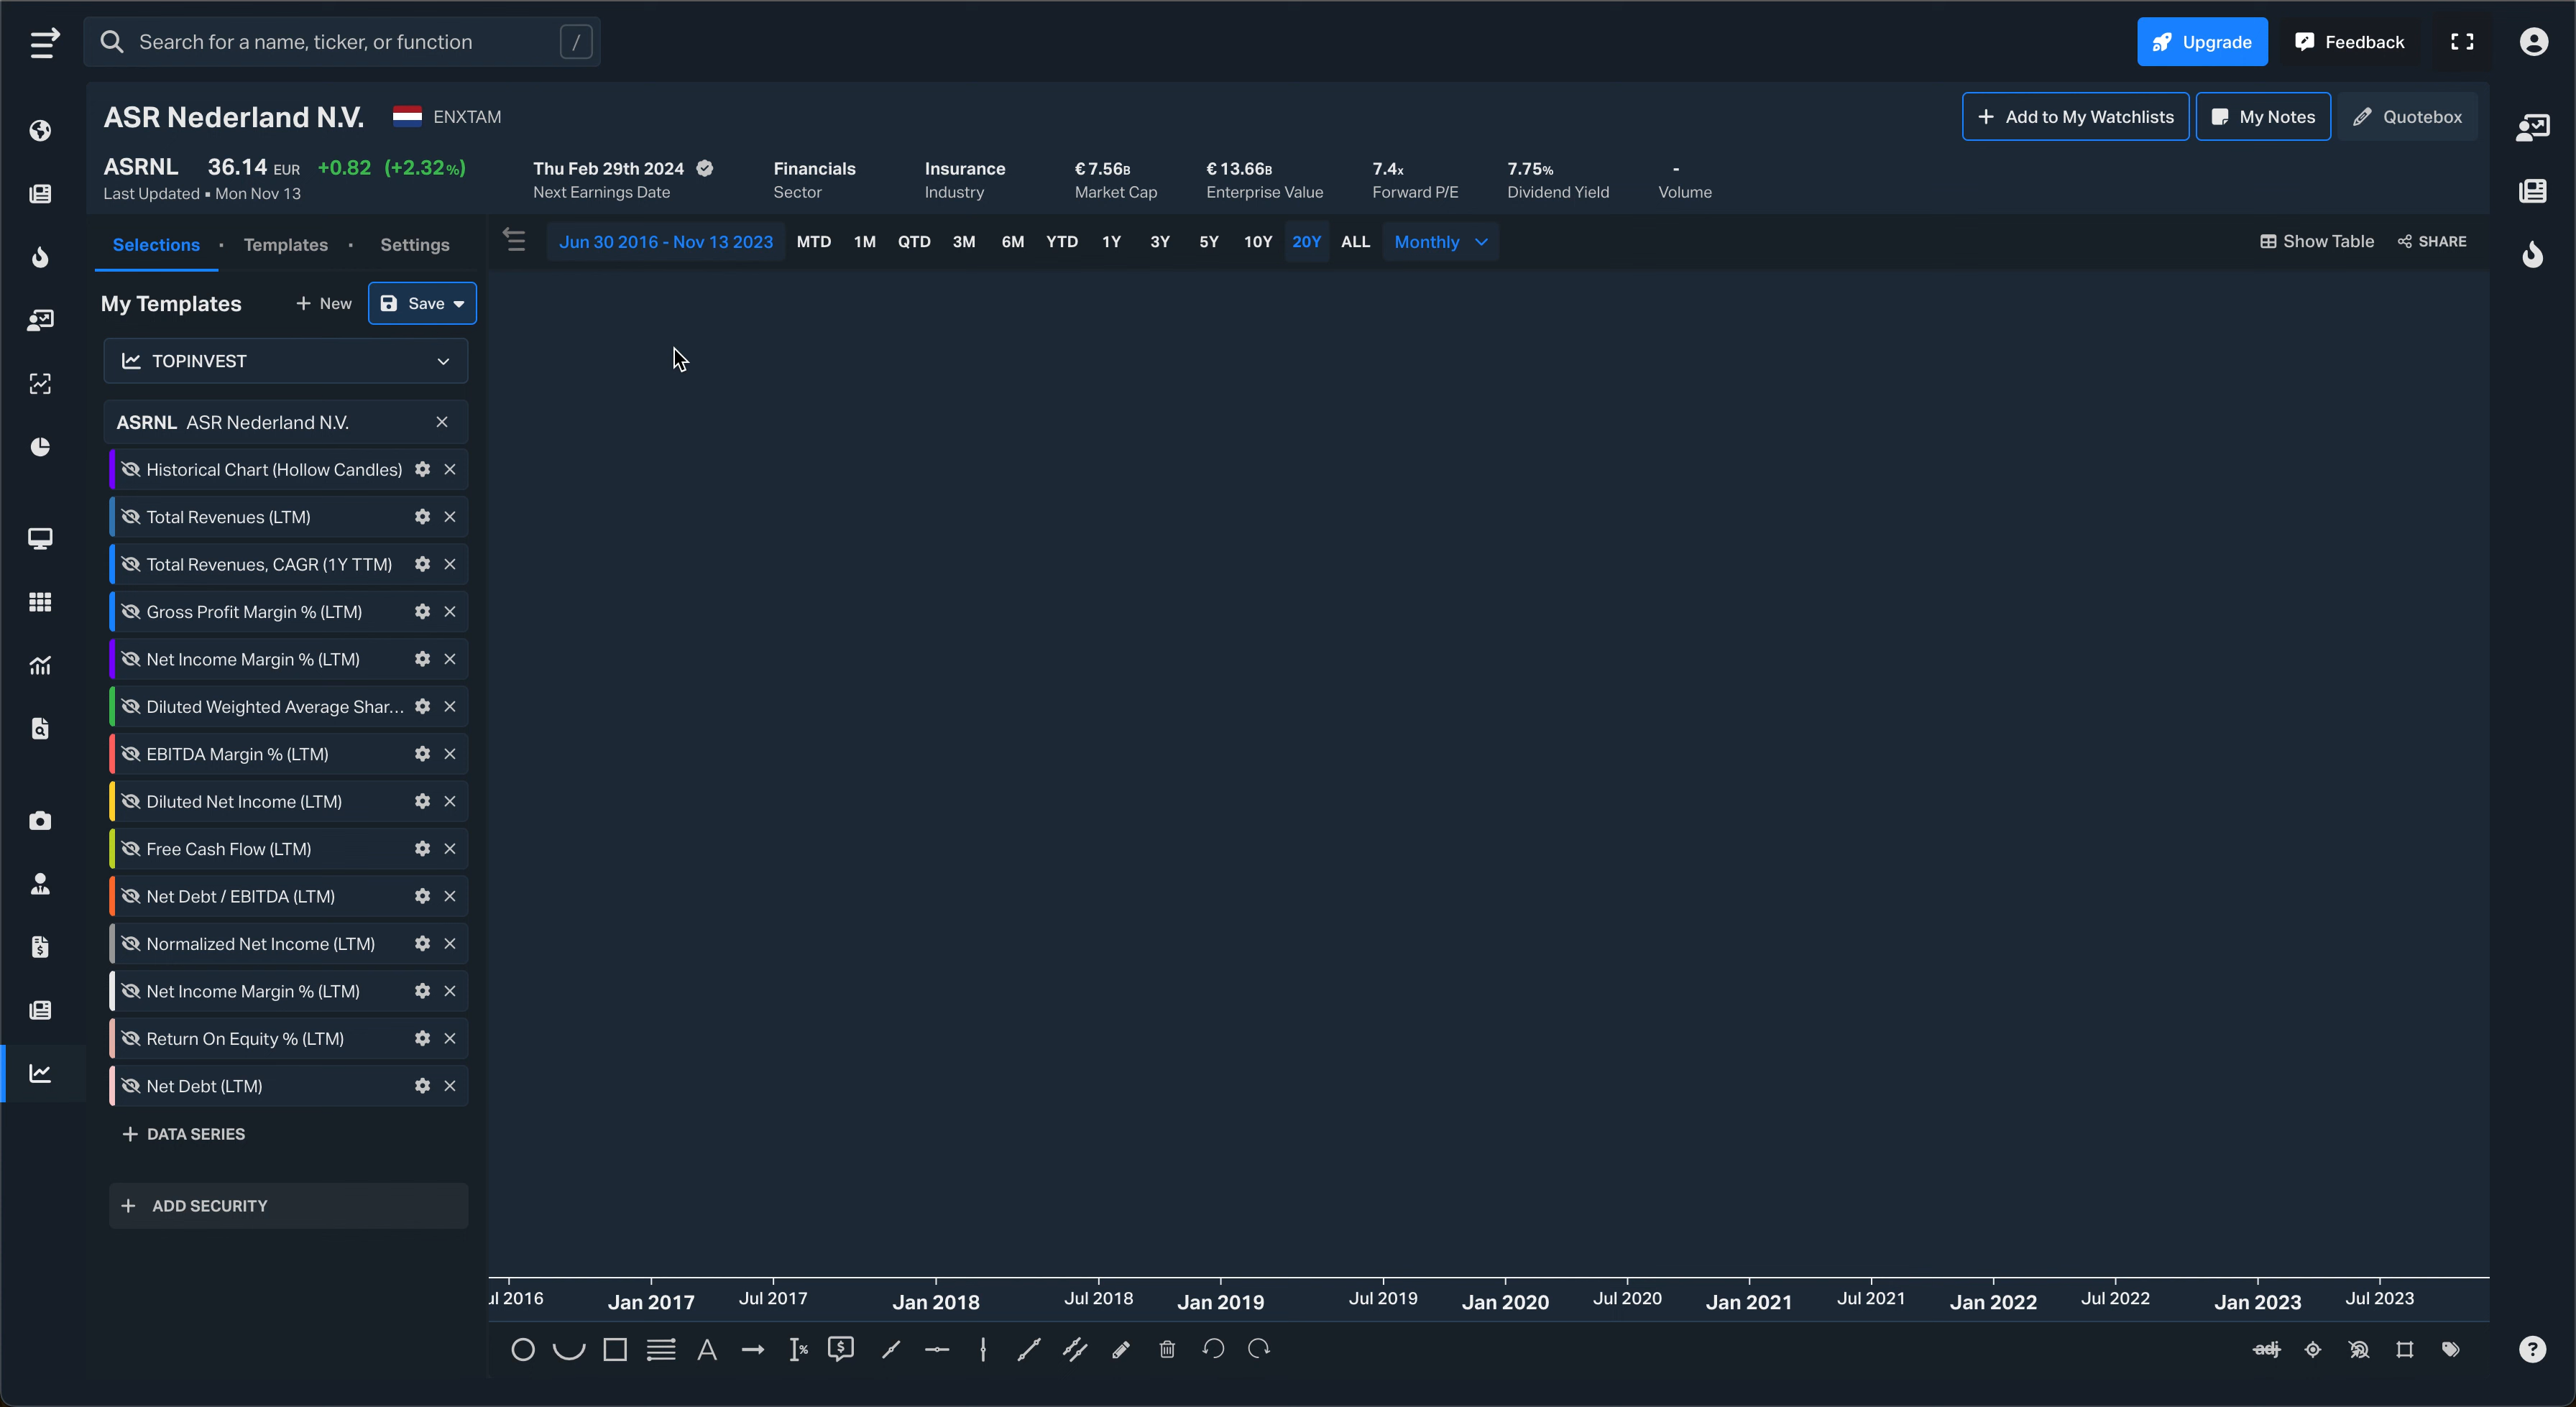 Search for a name, ticker, or function /
Upgrade Feedback
ASR Nederland N.V. ENXTAM
+ Add to My Watchlists My Notes Quotebox
ASRNL 36.14 EUR +0.82 (+2.32%)
Last Updated ▪ Mon Nov 13
Thu Feb 29th 2024
Next Earnings Date
Financials
Sector
Insurance
Industry
€ 7.56B
Market Cap
€ 13.66B
Enterprise Value
7.4x
Forward P/E
7.75%
Dividend Yield
-
Volume
Selections · Templates · Settings
Jun 30 2016 - Nov 13 2023 MTD 1M QTD 3M 6M YTD 1Y 3Y 5Y 10Y 20Y ALL Monthly
Show Table SHARE
My Templates + New Save
TOPINVEST
ASRNL ASR Nederland N.V.
Historical Chart (Hollow Candles)
Total Revenues (LTM)
Total Revenues, CAGR (1Y TTM)
Gross Profit Margin % (LTM)
Net Income Margin % (LTM)
Diluted Weighted Average Shar...
EBITDA Margin % (LTM)
Diluted Net Income (LTM)
Free Cash Flow (LTM)
Net Debt / EBITDA (LTM)
Normalized Net Income (LTM)
Net Income Margin % (LTM)
Return On Equity % (LTM)
Net Debt (LTM)
+ DATA SERIES
+ ADD SECURITY
ul 2016 Jan 2017 Jul 2017 Jan 2018 Jul 2018 Jan 2019 Jul 2019 Jan 2020 Jul 2020 Jan 2021 Jul 2021 Jan 2022 Jul 2022 Jan 2023 Jul 2023
A % $ adj ?